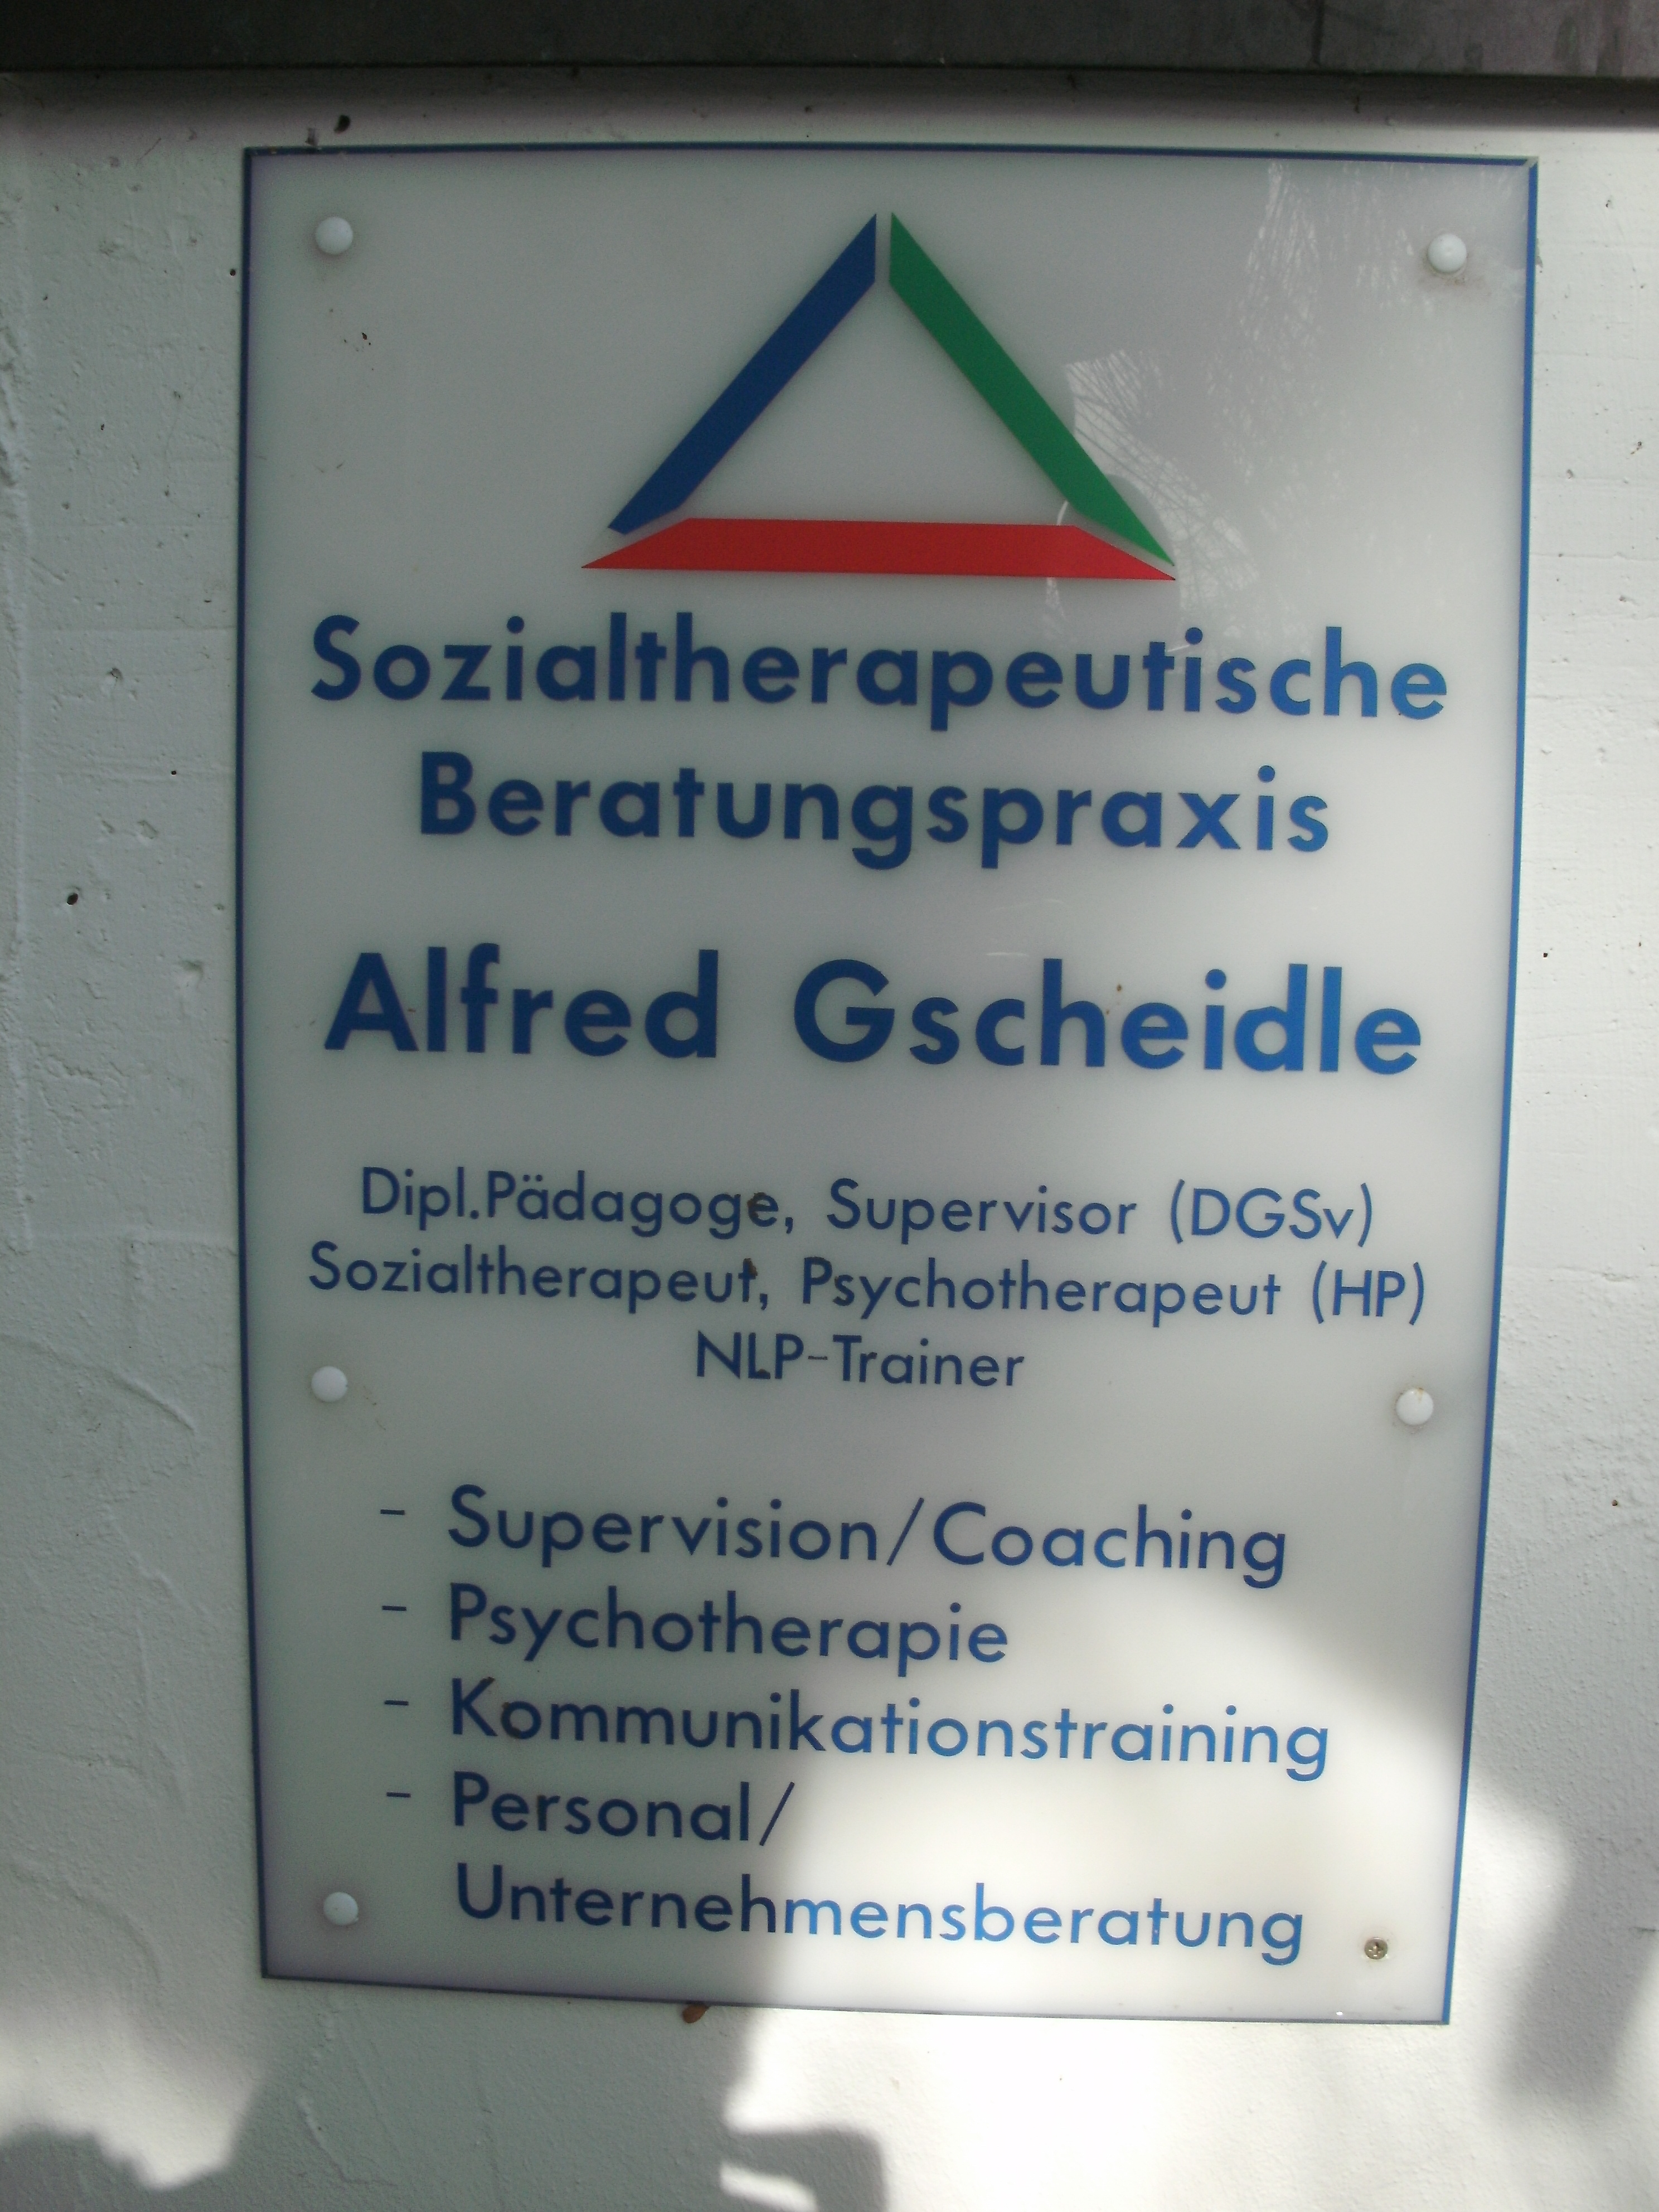 Sozialtherapeutische
Beratungspraxis
Alfred Gscheidle
Dipl.Pädagoge, Supervisor (DGSv)
Sozialtherapeut, Psychotherapeut (HP)
NLP-Trainer
- Supervision/Coaching
- Psychotherapie
- Kommunikationstraining
- Personal/
Unternehmensberatung